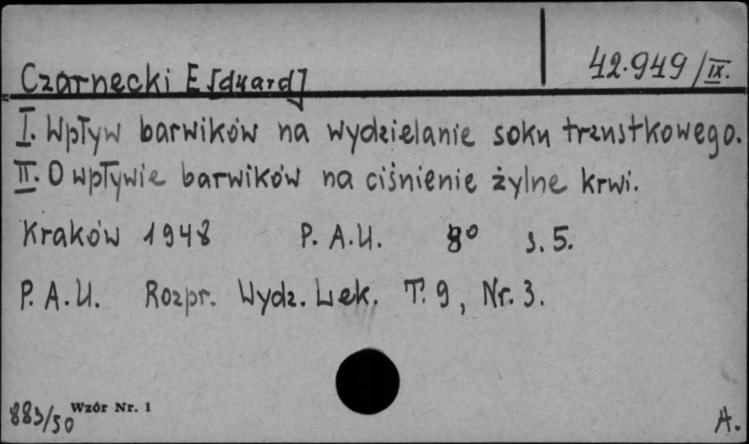 42.949/IX.
Czarnecki E[duard]
I. Wpływ barwików na wydzielanie soku trzustkowego.
II. O wpływie barwików na ciśnienie żylne krwi.
Kraków 1948 P.A.U. 8° s. 5.
P.A.U. Rozpr. Wydz. Lek. T. 9, Nr. 3.
883/50 Wzór Nr. 1 A.